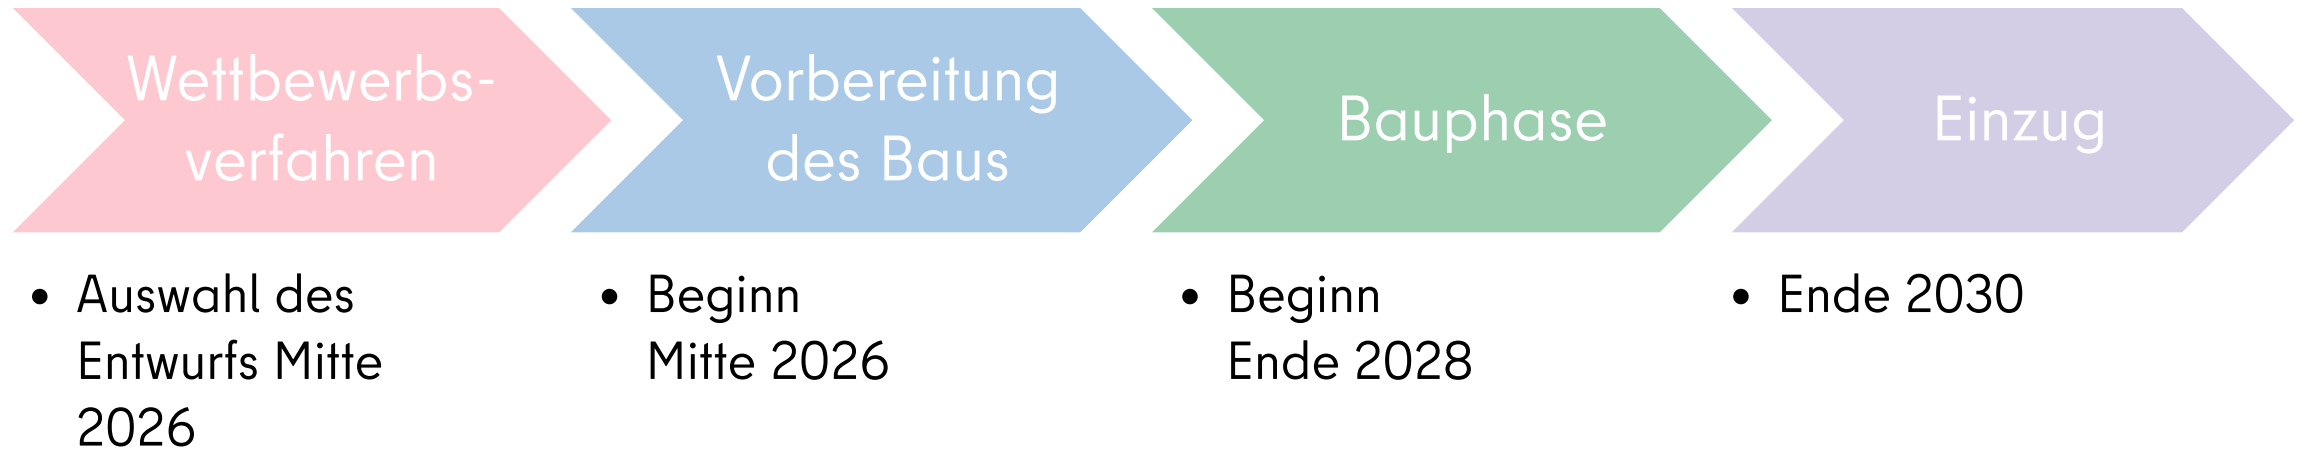 Wettbewerbs-
verfahren
Vorbereitung
des Baus
Bauphase
Einzug
• Auswahl des
Entwurfs Mitte
2026
• Beginn
Mitte 2026
• Beginn
Ende 2028
• Ende 2030